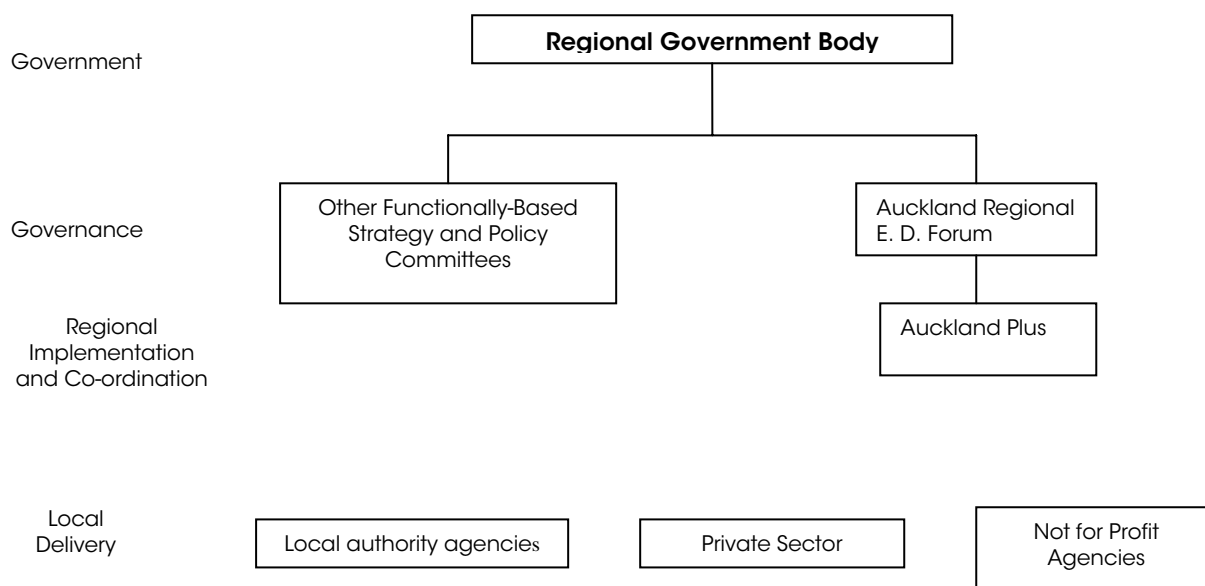 Regional Government Body
Government
Other Functionally-Based
Strategy and Policy
Committees
Auckland Regional
E. D. Forum
Governance
Regional
Implementation
and Co-ordination
Auckland Plus
Local
Delivery
Local authority agencies
Private Sector
Not for Profit
Agencies